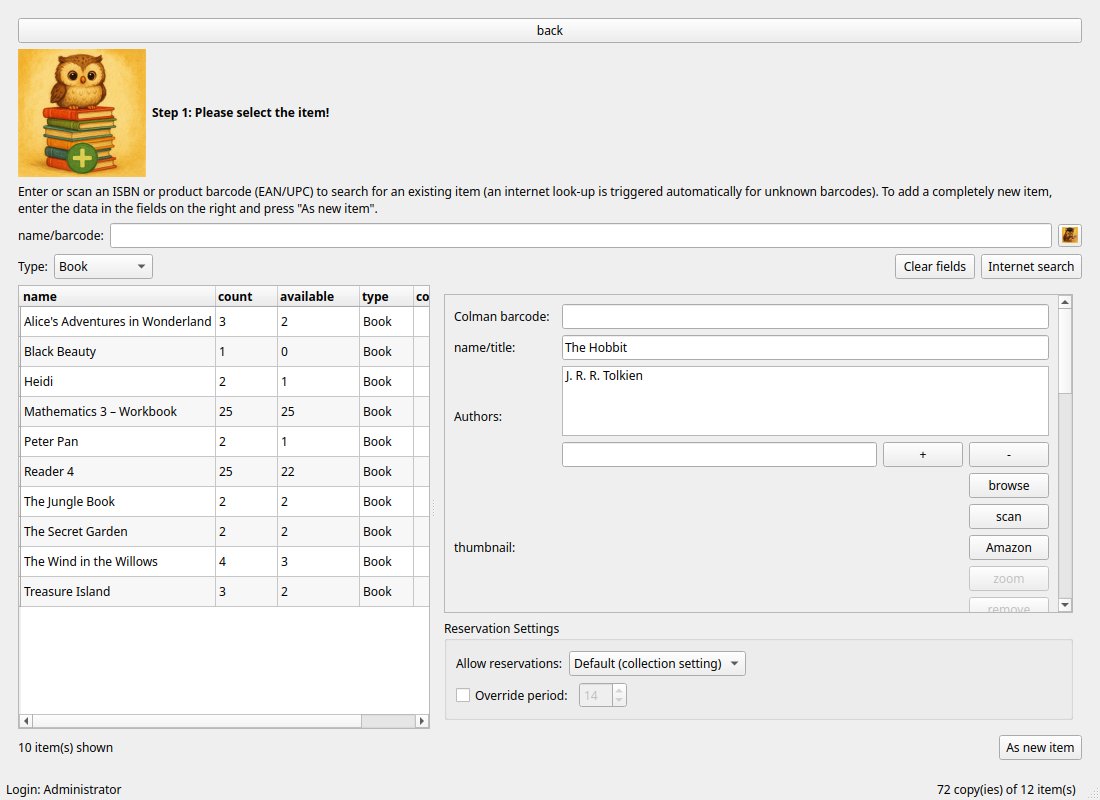 back
Step 1: Please select the item!
Enter or scan an ISBN or product barcode (EAN/UPC) to search for an existing item (an internet look-up is triggered automatically for unknown barcodes). To add a completely new item,
enter the data in the fields on the right and press "As new item".
name/barcode:
Type: Book Clear fields Internet search
name count available type co
Alice's Adventures in Wonderland 3 2 Book
Black Beauty 1 0 Book
Heidi 2 1 Book
Mathematics 3 – Workbook 25 25 Book
Peter Pan 2 1 Book
Reader 4 25 22 Book
The Jungle Book 2 2 Book
The Secret Garden 2 2 Book
The Wind in the Willows 4 3 Book
Treasure Island 3 2 Book
10 item(s) shown
Colman barcode:
name/title: The Hobbit
Authors: J. R. R. Tolkien
+ -
browse
scan
thumbnail: Amazon
zoom
remove
Reservation Settings
Allow reservations: Default (collection setting)
Override period: 14
As new item
Login: Administrator 72 copy(ies) of 12 item(s)